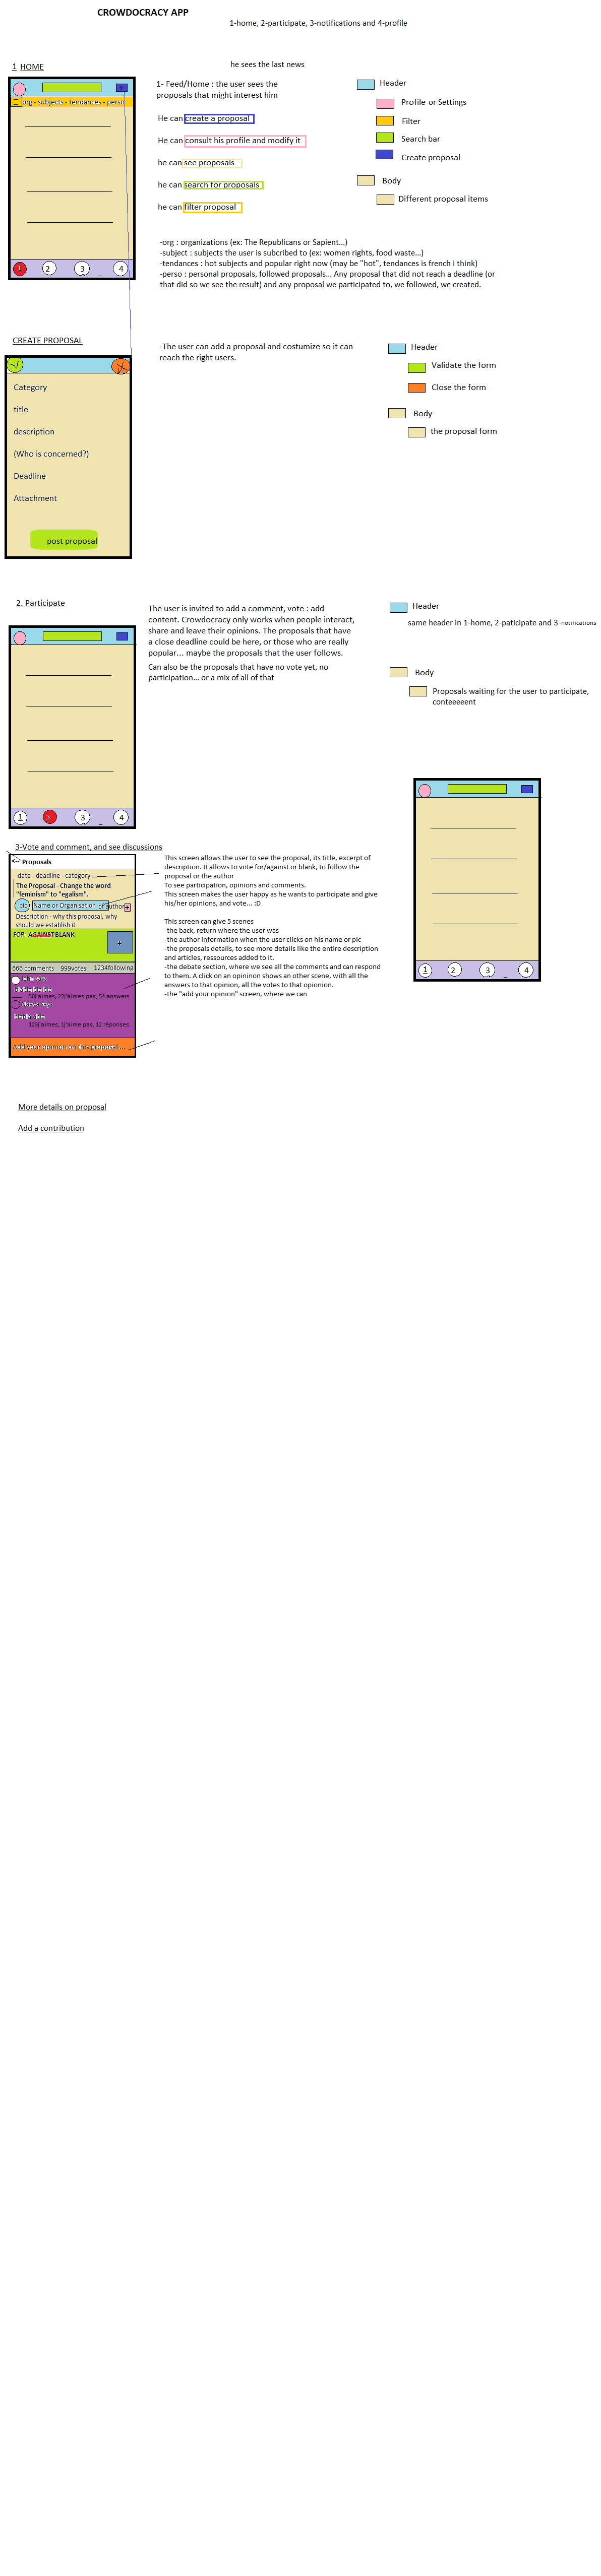 CROWDOCRACY APP
1-home, 2-participate, 3-notifications and 4-profile
1 HOME
he sees the last news
org - subjects - tendances - perso
1
2
3
4
1- Feed/Home : the user sees the
proposals that might interest him
He can create a proposal
He can consult his profile and modify it
he can see proposals
he can search for proposals
he can filter proposal
Header
Profile or Settings
Filter
Search bar
Create proposal
Body
Different proposal items
-org : organizations (ex: The Republicans or Sapient...)
-subject : subjects the user is subcribed to (ex: women rights, food waste...)
-tendances : hot subjects and popular right now (may be "hot", tendances is french i think)
-perso : personal proposals, followed proposals... Any proposal that did not reach a deadline (or
that did so we see the result) and any proposal we participated to, we followed, we created.
CREATE PROPOSAL
Category
title
description
(Who is concerned?)
Deadline
Attachment
post proposal
-The user can add a proposal and costumize so it can
reach the right users.
Header
Validate the form
Close the form
Body
the proposal form
2. Participate
1
3
4
The user is invited to add a comment, vote : add
content. Crowdocracy only works when people interact,
share and leave their opinions. The proposals that have
a close deadline could be here, or those who are really
popular... maybe the proposals that the user follows.
Can also be the proposals that have no vote yet, no
participation... or a mix of all of that
Header
same header in 1-home, 2-paticipate and 3 -notifications
Body
Proposals waiting for the user to participate,
conteeeeent
1
2
3
4
3-Vote and comment, and see discussions
<-- Proposals
date - deadline - category
The Proposal - Change the word
"feminism" to "egalism".
pic
Name or Organisation of author
+
Description - why this proposal, why
should we establish it
FOR AGAINST BLANK
+
666 comments 999votes 1234following
50j'aimes, 22j'aimes pas, 54 answers
123j'aimes, 1j'aime pas, 12 réponses
Add your opinion on this proposal ...
This screen allows the user to see the proposal, its title, excerpt of
description. It allows to vote for/against or blank, to follow the
proposal or the author
To see participation, opinions and comments.
This screen makes the user happy as he wants to participate and give
his/her opinions, and vote... :D
This screen can give 5 scenes
-the back, return where the user was
-the author igformation when the user clicks on his name or pic
-the proposals details, to see more details like the entire description
and articles, ressources added to it.
-the debate section, where we see all the comments and can respond
to them. A click on an opininon shows an other scene, with all the
answers to that opinion, all the votes to that opionion.
-the "add your opinion" screen, where we can
More details on proposal
Add a contribution